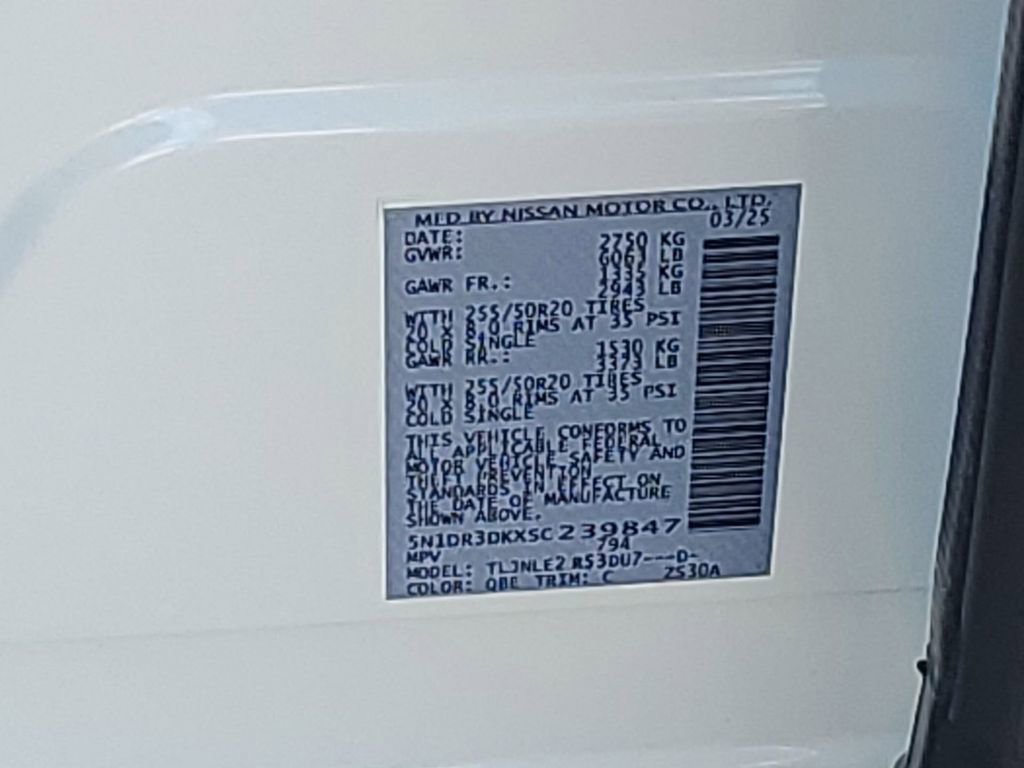 MFD BY NISSAN MOTOR CO., LTD.
DATE: 03/25
GVWR: 2750 KG
6063 LB
GAWR FR.: 1335 KG
2943 LB
WITH 255/50R20 TIRES
20 X 8.0 RIMS AT 35 PSI
COLD SINGLE
GAWR RR.: 1530 KG
3373 LB
WITH 255/50R20 TIRES
20 X 8.0 RIMS AT 35 PSI
COLD SINGLE
THIS VEHICLE CONFORMS TO
ALL APPLICABLE FEDERAL
MOTOR VEHICLE SAFETY AND
THEFT PREVENTION
STANDARDS IN EFFECT ON
THE DATE OF MANUFACTURE
SHOWN ABOVE.
5N1DR3DKXSC239847
MPV 794
MODEL: R53DU7---D-
COLOR: QBE TRIM: C 2S30A